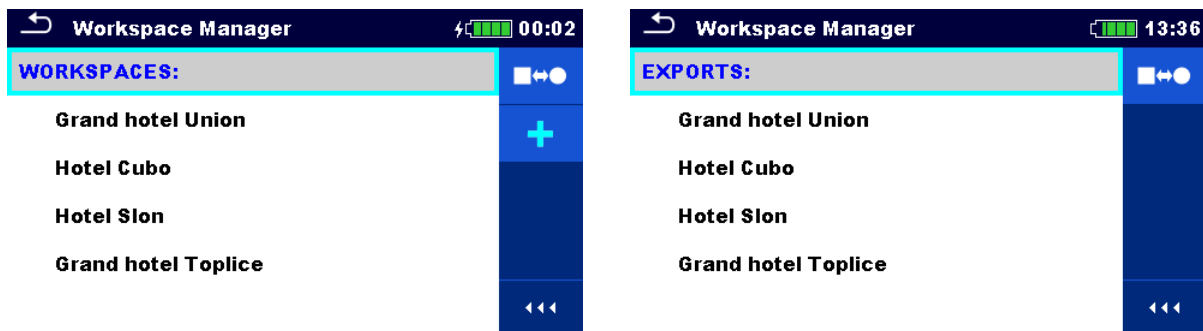 Workspace Manager 00:02
WORKSPACES:
Grand hotel Union
Hotel Cubo
Hotel Slon
Grand hotel Toplice
Workspace Manager 13:36
EXPORTS:
Grand hotel Union
Hotel Cubo
Hotel Slon
Grand hotel Toplice